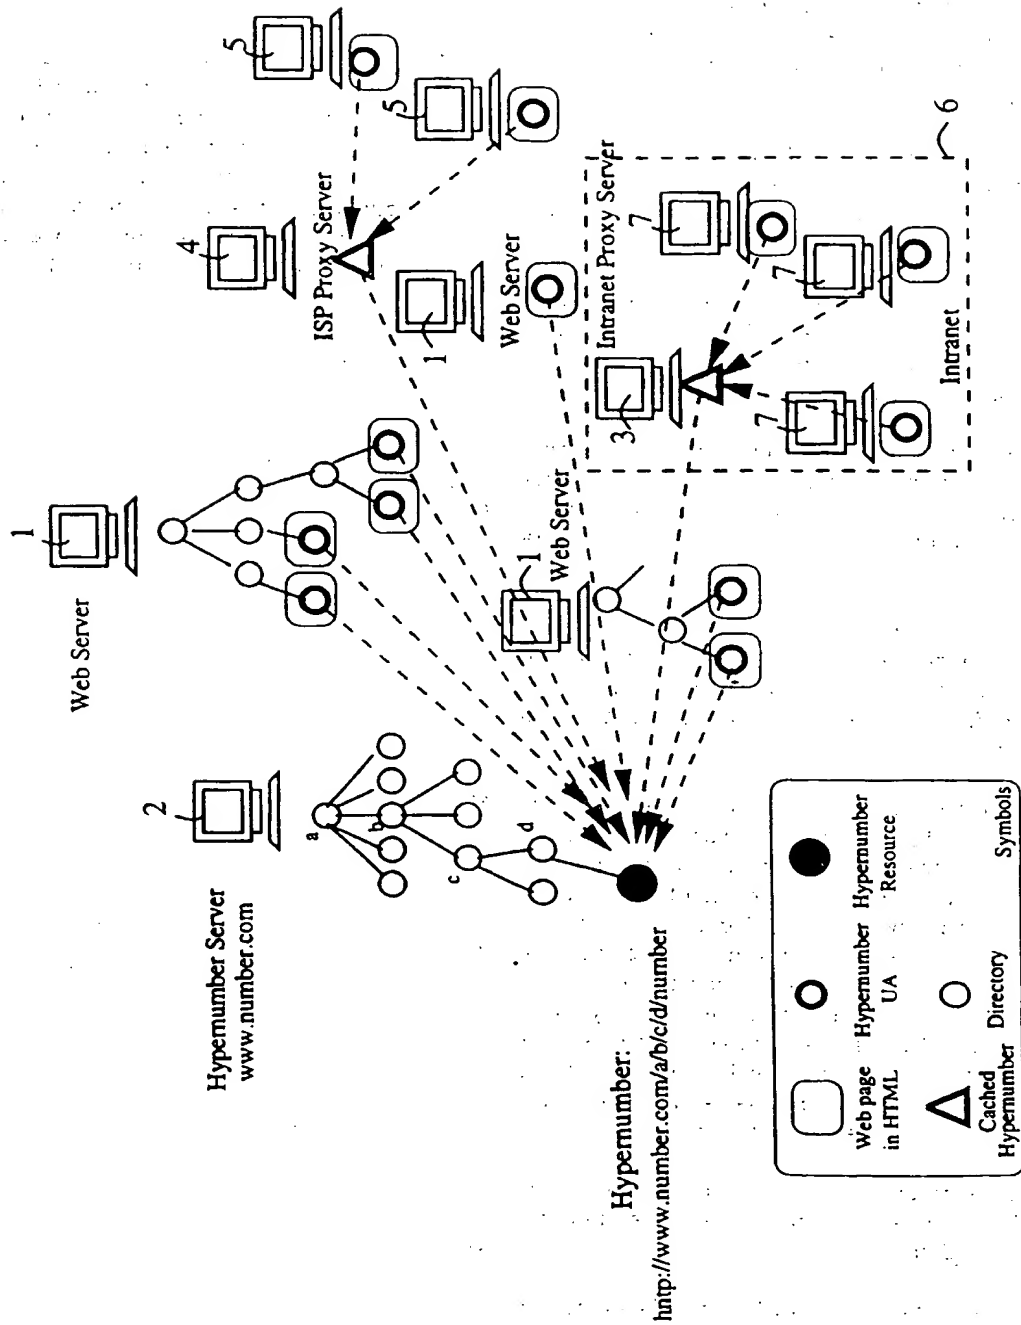 Hypernumber Server
www.number.com
2
a
b
c
d
Hypernumber:
hntp://www.number.com/a/b/c/d/number
Web Server
1
Web Server
1
Web Server
1
ISP Proxy Server
4
5
5
Intranet Proxy Server
3
7
7
7
Intranet
6
Web page
in HTML
Hypernumber
UA
Hypernumber
Resource
Cached
Hypernumber
Directory
Symbols